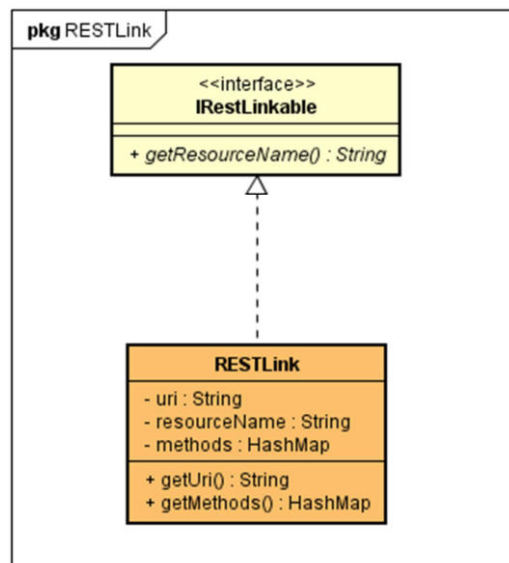 pkg RESTLink
<<interface>>
IRestLinkable
+ getResourceName() : String
RESTLink
- uri : String
- resourceName : String
- methods : HashMap
+ getUri() : String
+ getMethods() : HashMap